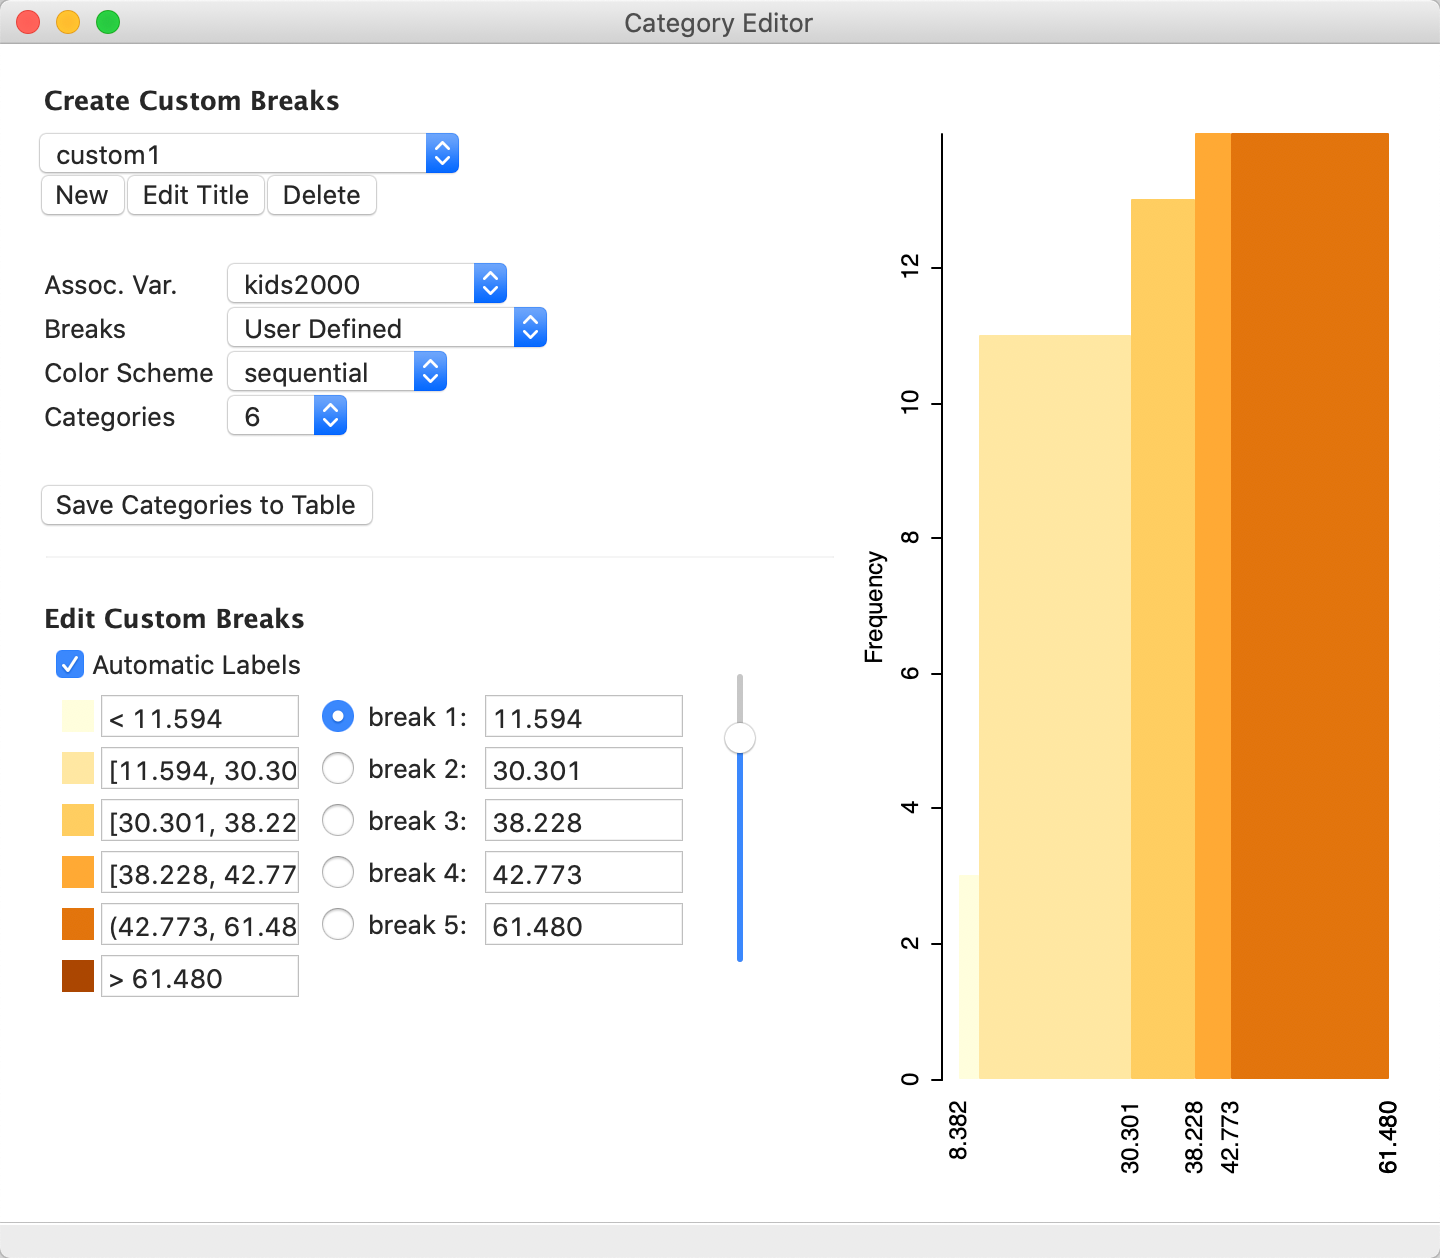 Category Editor
Create Custom Breaks
custom1
New Edit Title Delete
Assoc. Var. kids2000
Breaks User Defined
Color Scheme sequential
Categories 6
Save Categories to Table
Edit Custom Breaks
Automatic Labels
< 11.594 break 1: 11.594
[11.594, 30.30 break 2: 30.301
[30.301, 38.22 break 3: 38.228
[38.228, 42.77 break 4: 42.773
(42.773, 61.48 break 5: 61.480
> 61.480
Frequency
12
10
8
6
4
2
0
8.382 30.301 38.228 42.773 61.480